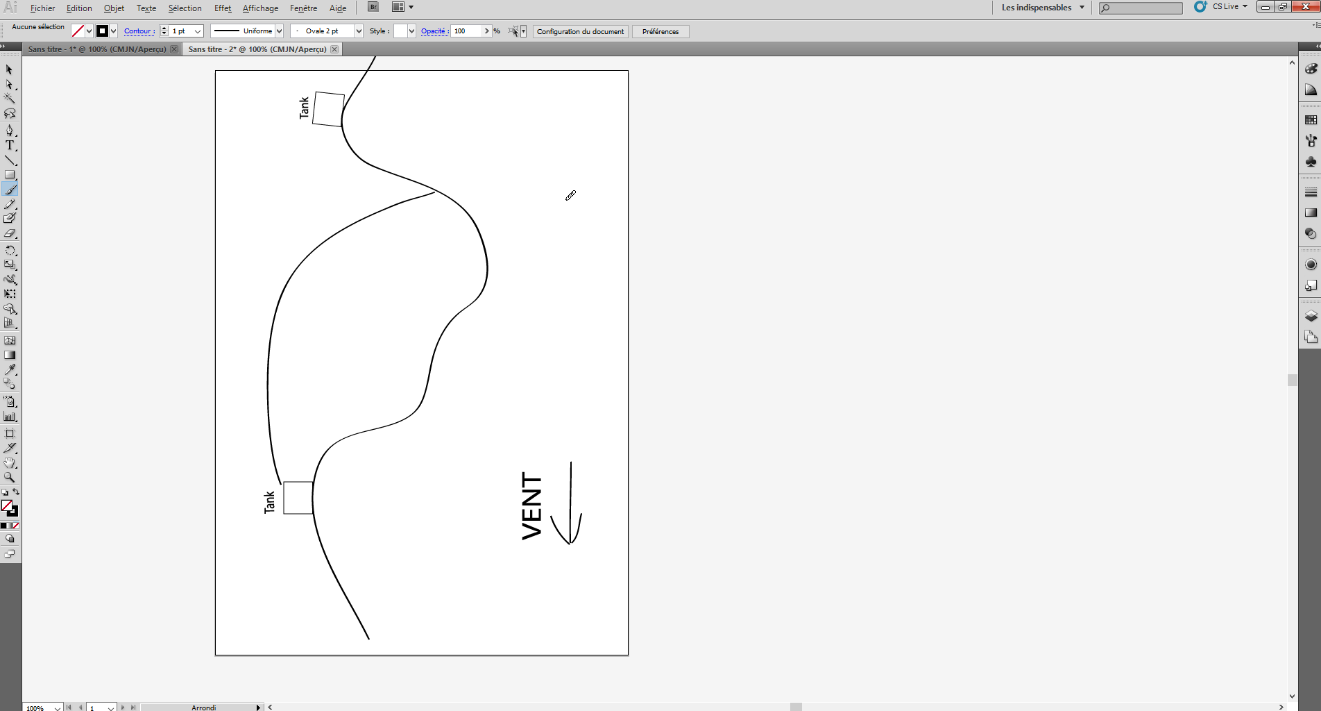 Ai Fichier Edition Objet Texte Sélection Effet Affichage Fenêtre Aide Br Les indispensables CS Live
Aucune sélection Contour : 1 pt Uniforme Ovale 2 pt Style : Opacité : 100 % Configuration du document Préférences
Sans titre - 1* @ 100% (CMJN/Aperçu) Sans titre - 2* @ 100% (CMJN/Aperçu)
Tank
Tank
VENT
100% 1 Arrondi